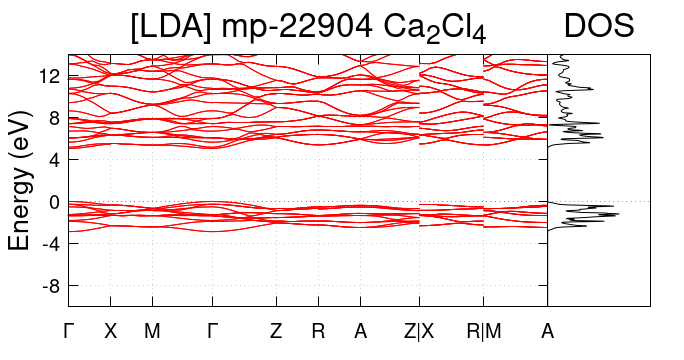 [LDA] mp-22904 Ca₂Cl₄
DOS
Energy (eV)
12
8
4
0
-4
-8
Γ X M Γ Z R A Z|X R|M A